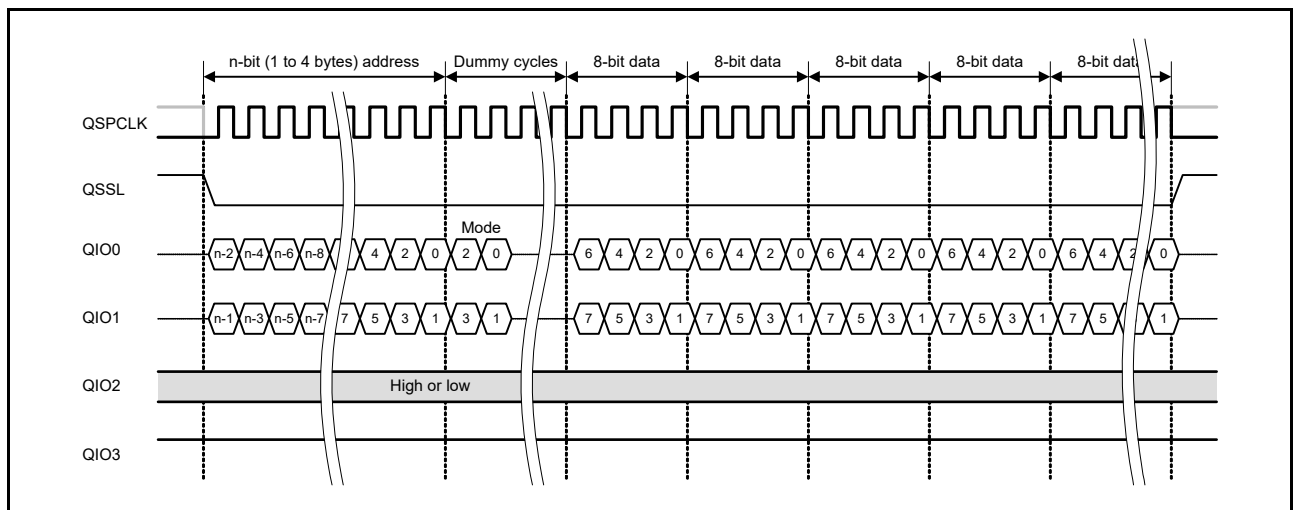 n-bit (1 to 4 bytes) address Dummy cycles 8-bit data 8-bit data 8-bit data 8-bit data 8-bit data
QSPCLK
QSSL
Mode
QIO0 n-2 n-4 n-6 n-8 4 2 0 2 0 6 4 2 0 6 4 2 0 6 4 2 0 6 4 2 0 6 4 2 0
QIO1 n-1 n-3 n-5 n-7 7 5 3 1 3 1 7 5 3 1 7 5 3 1 7 5 3 1 7 5 3 1 7 5 1
QIO2 High or low
QIO3